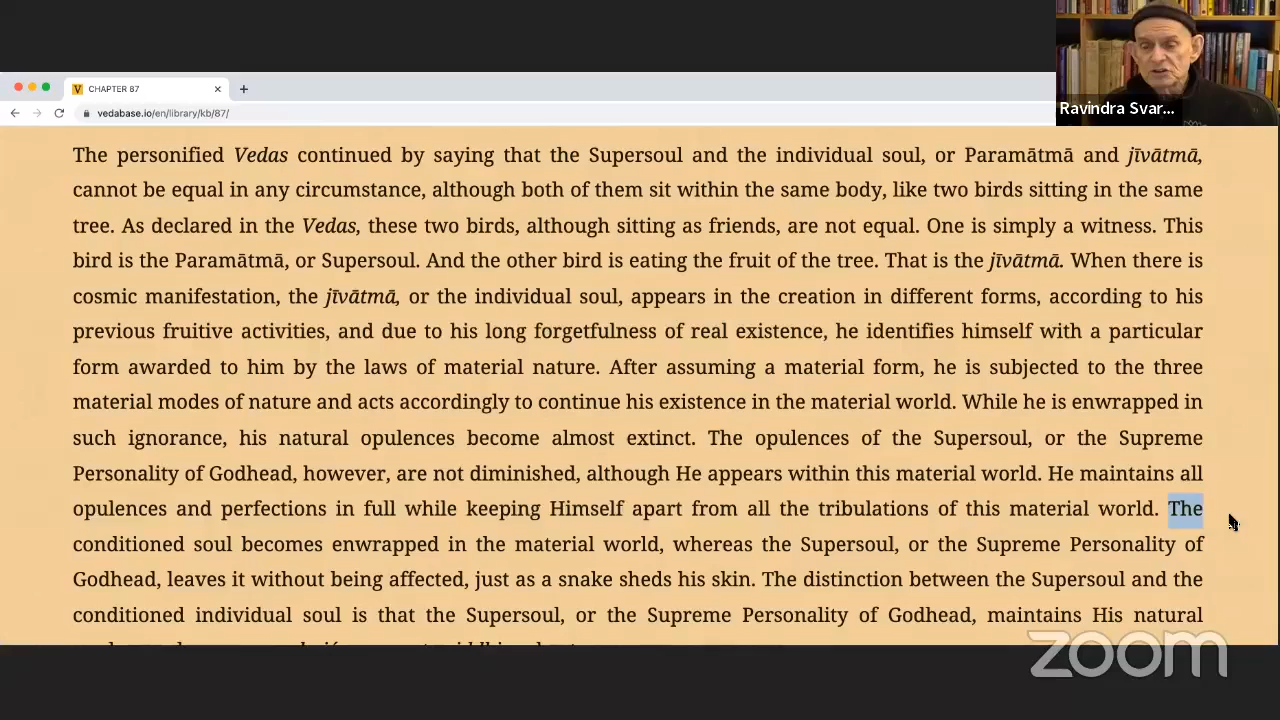 Ravindra Svar...
CHAPTER 87
vedabase.io/en/library/kb/87/
The personified Vedas continued by saying that the Supersoul and the individual soul, or Paramātmā and jīvātmā,
cannot be equal in any circumstance, although both of them sit within the same body, like two birds sitting in the same
tree. As declared in the Vedas, these two birds, although sitting as friends, are not equal. One is simply a witness. This
bird is the Paramātmā, or Supersoul. And the other bird is eating the fruit of the tree. That is the jīvātmā. When there is
cosmic manifestation, the jīvātmā, or the individual soul, appears in the creation in different forms, according to his
previous fruitive activities, and due to his long forgetfulness of real existence, he identifies himself with a particular
form awarded to him by the laws of material nature. After assuming a material form, he is subjected to the three
material modes of nature and acts accordingly to continue his existence in the material world. While he is enwrapped in
such ignorance, his natural opulences become almost extinct. The opulences of the Supersoul, or the Supreme
Personality of Godhead, however, are not diminished, although He appears within this material world. He maintains all
opulences and perfections in full while keeping Himself apart from all the tribulations of this material world. The
conditioned soul becomes enwrapped in the material world, whereas the Supersoul, or the Supreme Personality of
Godhead, leaves it without being affected, just as a snake sheds his skin. The distinction between the Supersoul and the
conditioned individual soul is that the Supersoul, or the Supreme Personality of Godhead, maintains His natural
zoom